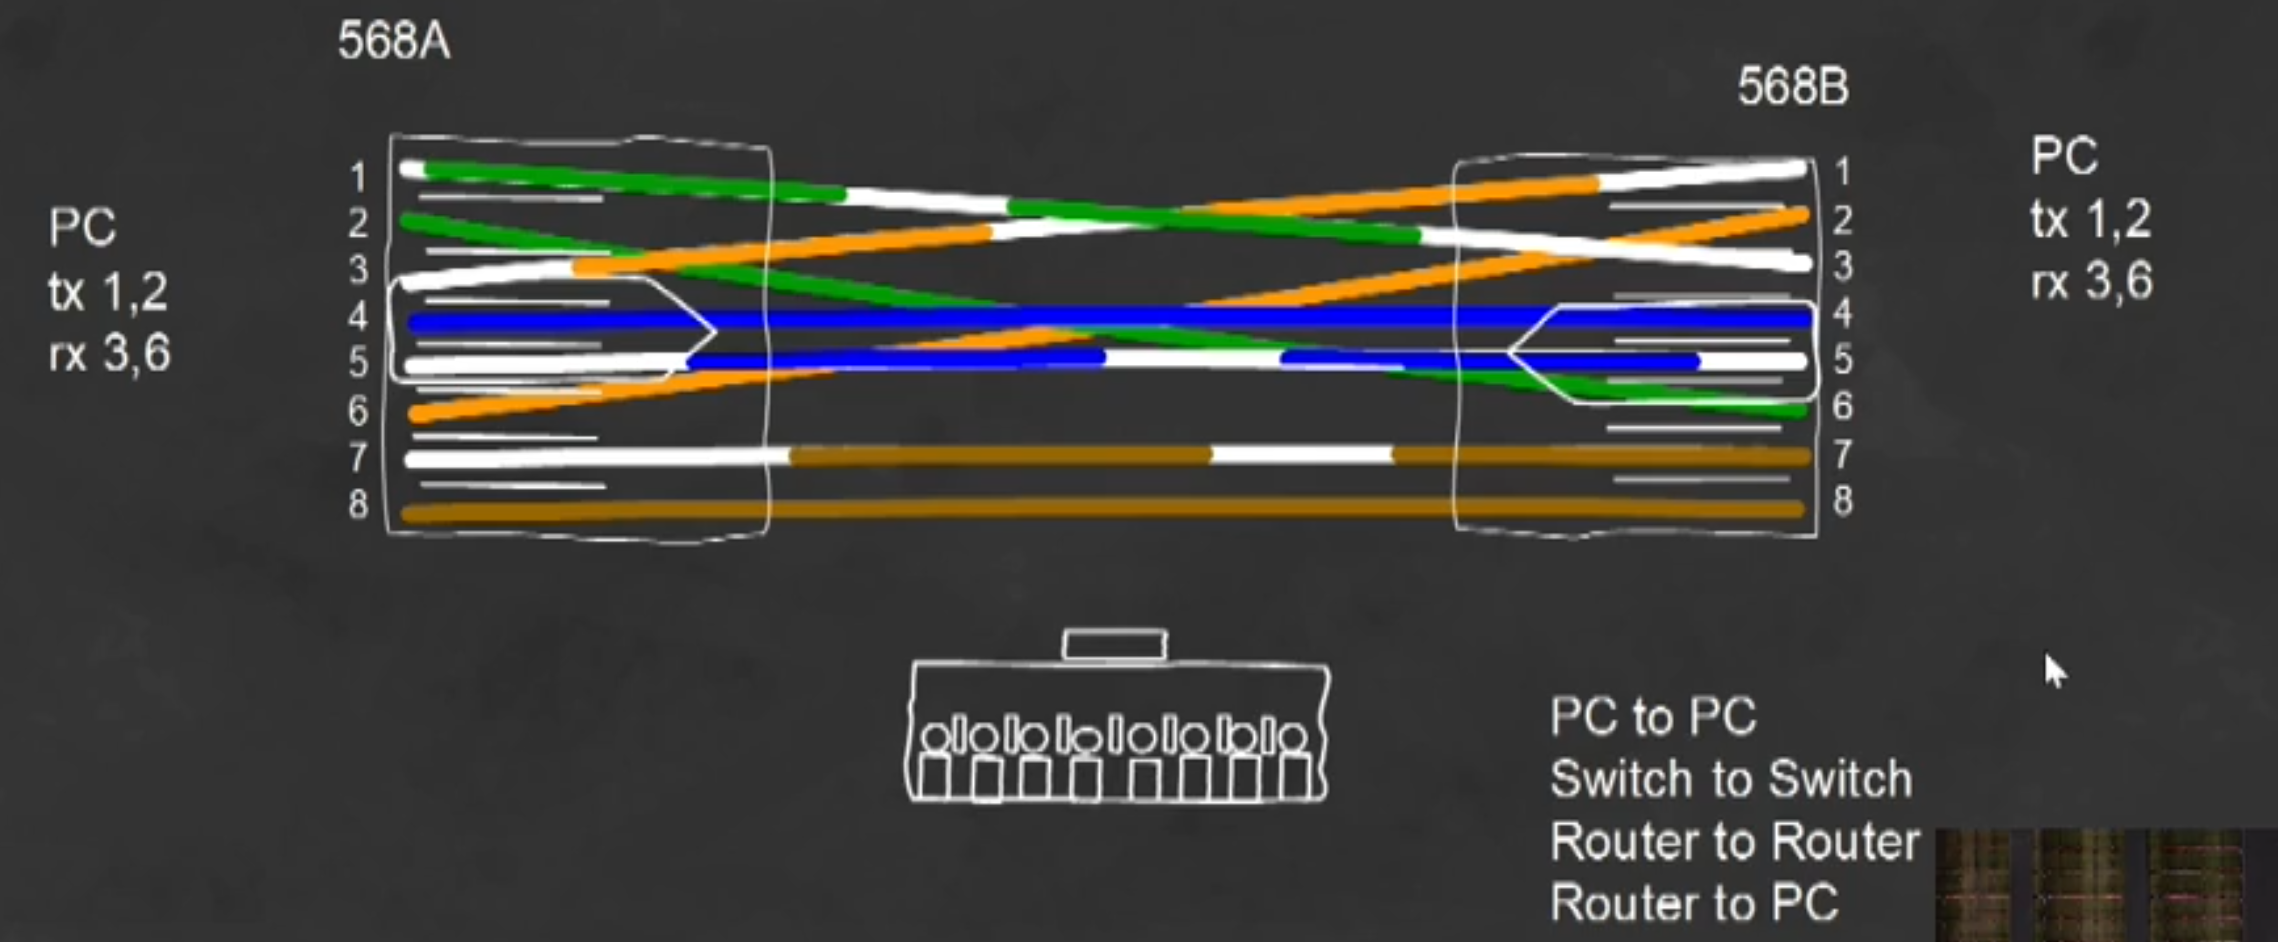 568A
568B
PC
tx 1,2
rx 3,6
1
2
3
4
5
6
7
8
1
2
3
4
5
6
7
8
PC
tx 1,2
rx 3,6
PC to PC
Switch to Switch
Router to Router
Router to PC